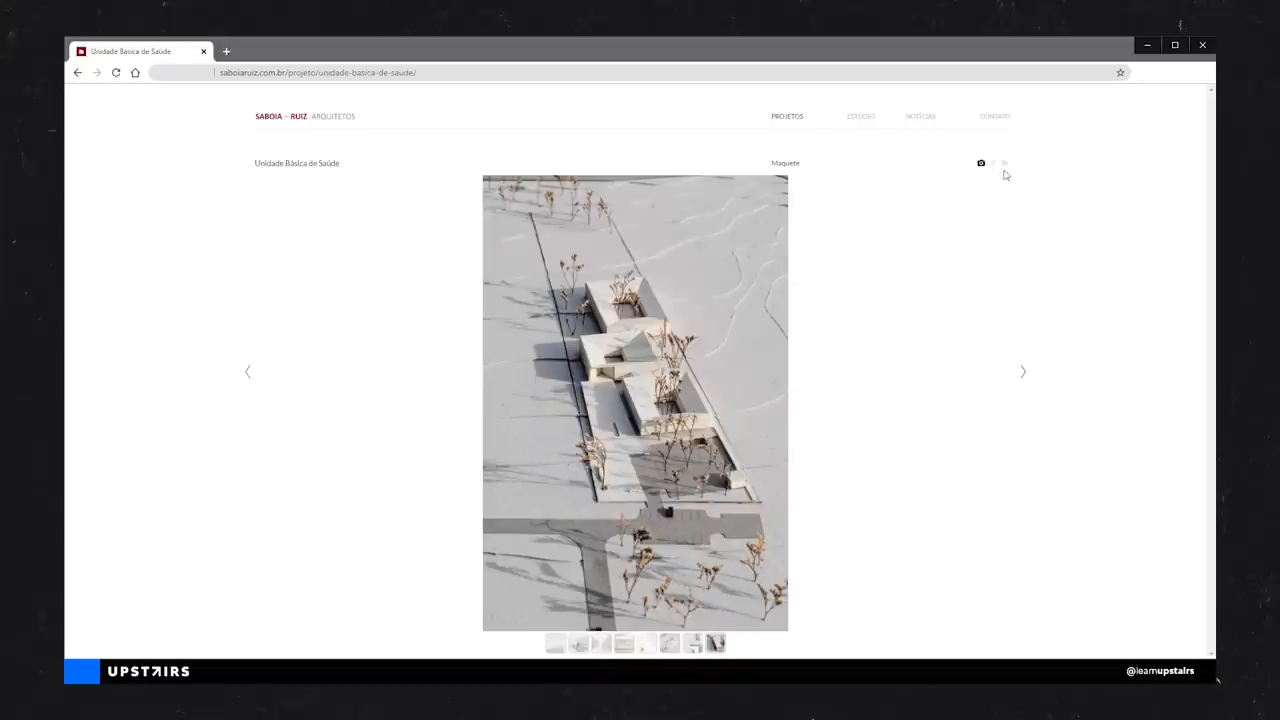 Unidade Basica de Saúde
saboiaruiz.com.br/projeto/unidade-basica-de-saude/
SABOIA – RUIZ ARQUITETOS
PROJETOS
ESTÚDIO
NOTÍCIAS
CONTATO
Unidade Básica de Saúde
Maquete
UPSTAIRS
@learnupstairs